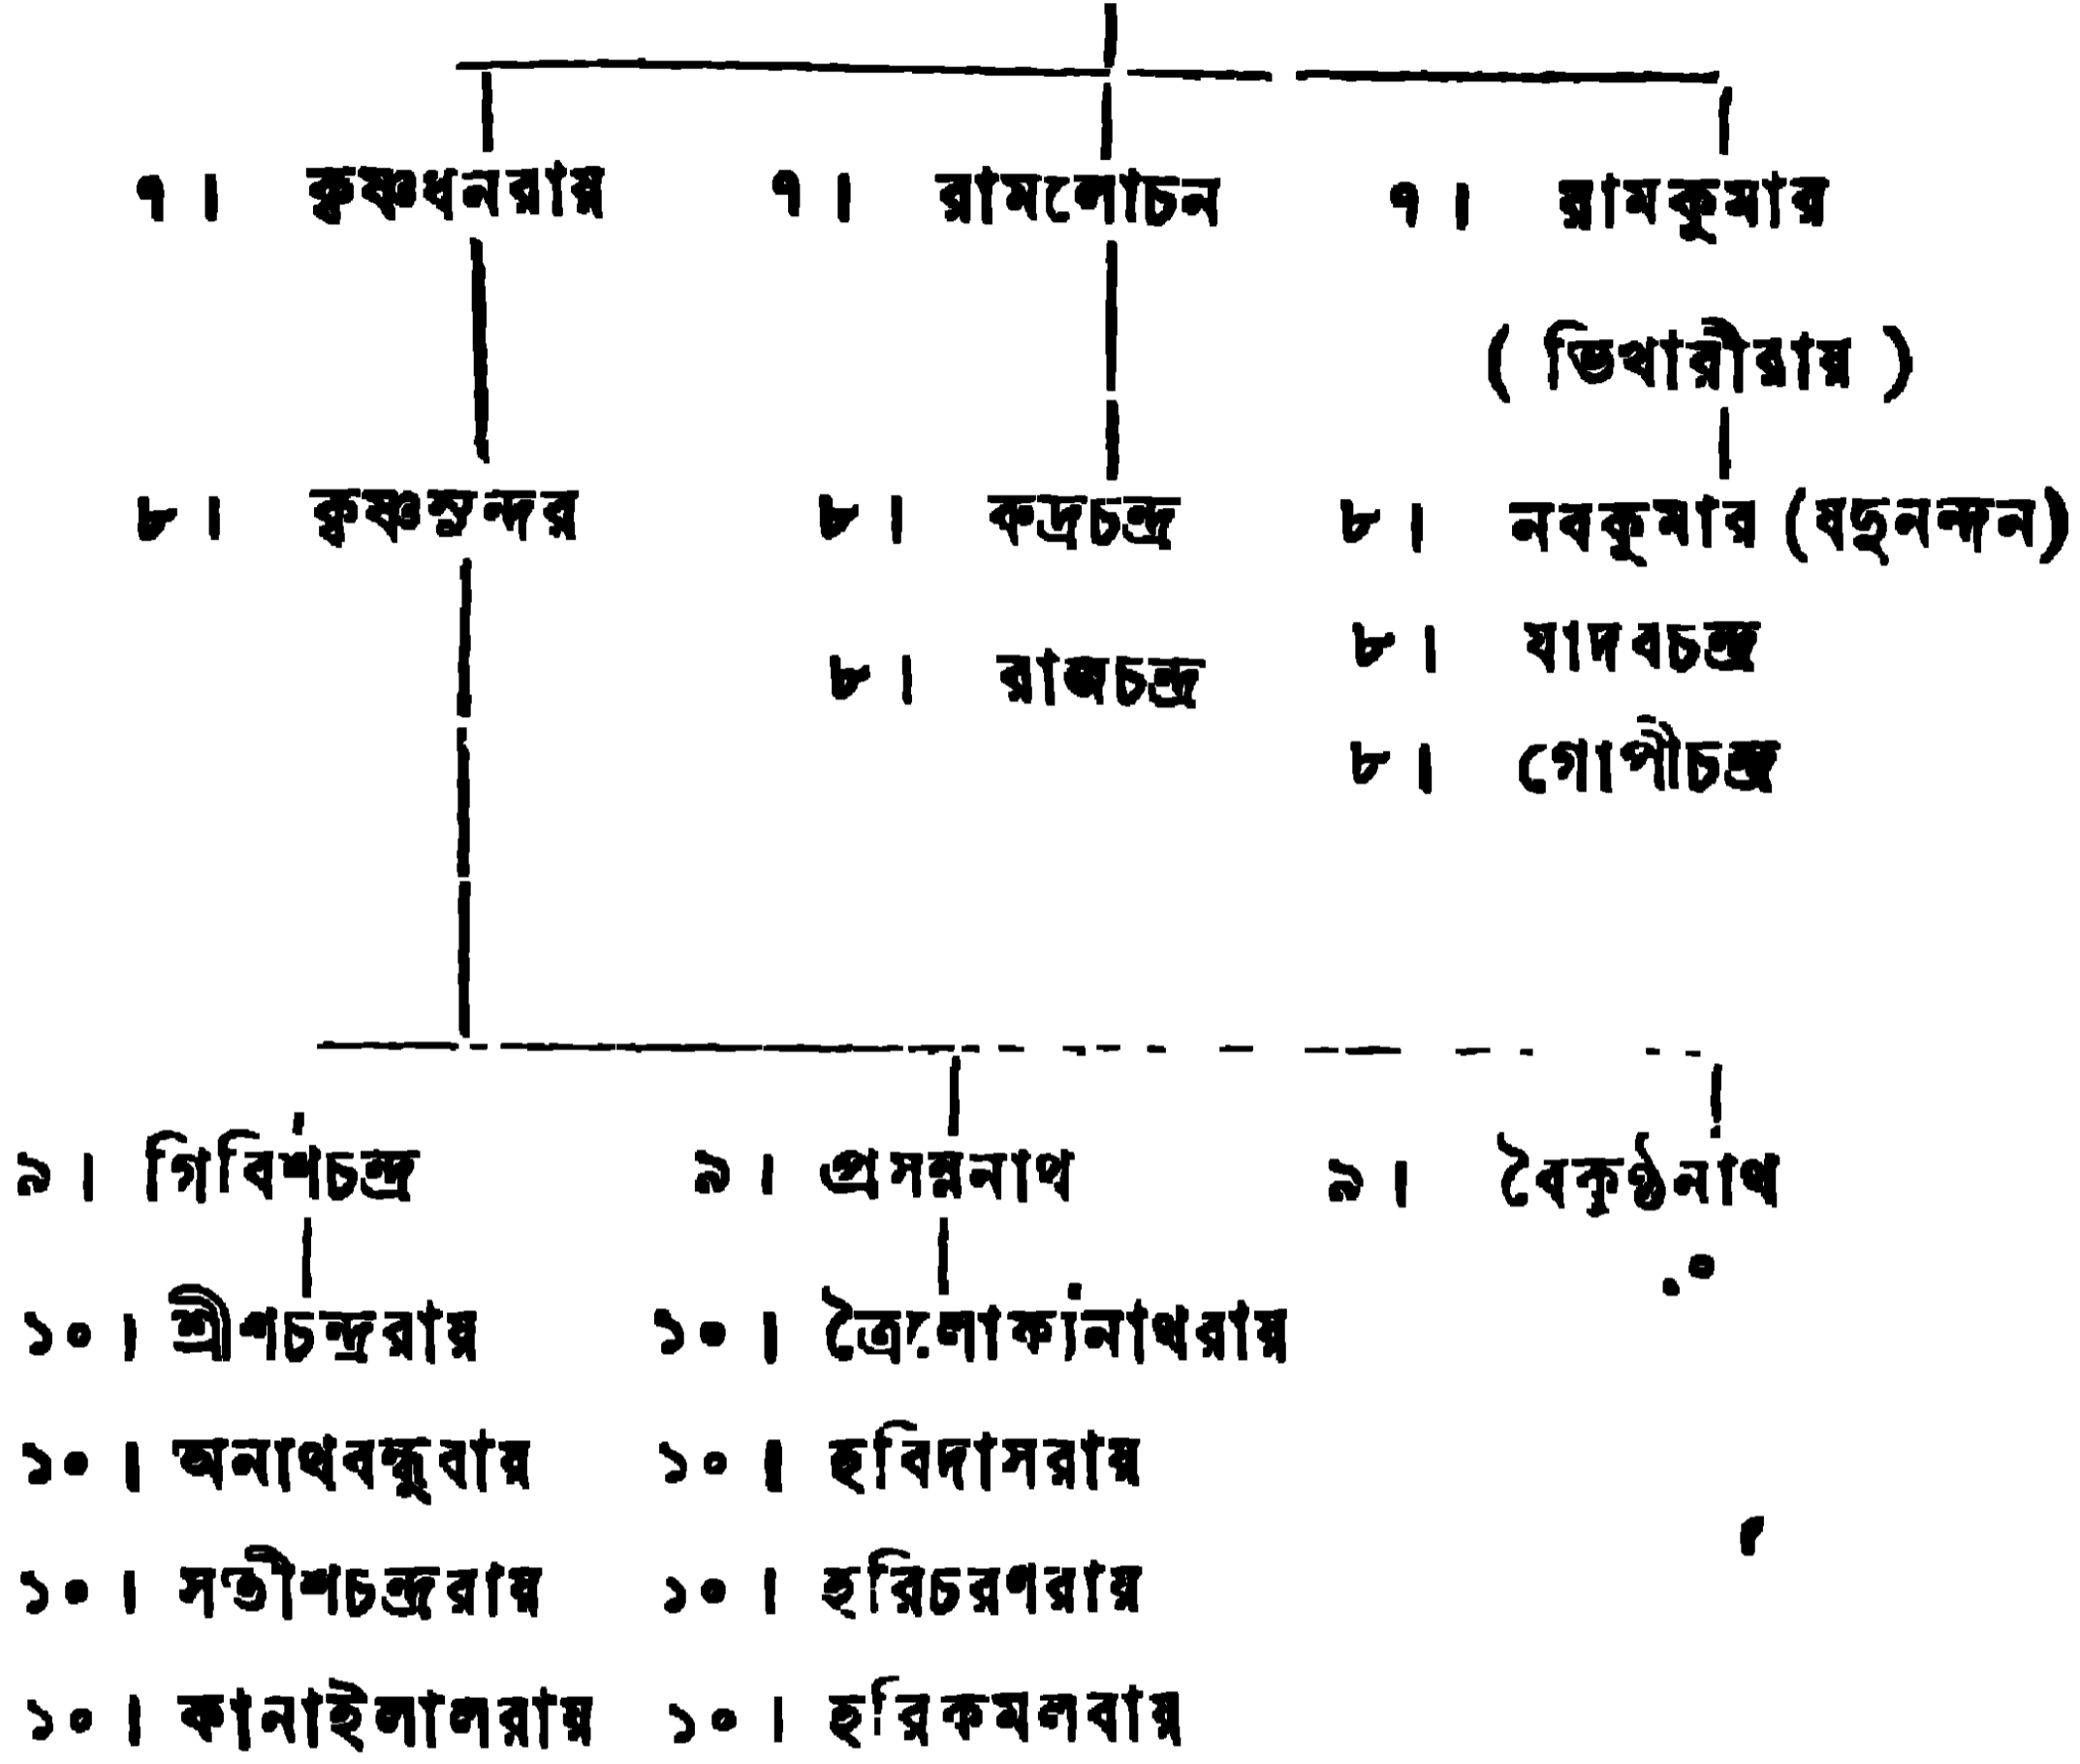 ৭। কৃষ্ণধনরায় ৭। রামলোচন ৭। রামকুমার
( ভিখারীরায় )
৮। কৃষ্ণসুন্দর ৮। রুদ্রচন্দ্র ৮। নবকুমার (যদুনন্দন)
৮। যাদবচন্দ্র
৮। রাজচন্দ্র
৮। গোপীচন্দ্র
৯। গিরিশচন্দ্র ৯। প্রসন্ননাথ ৯। বৈকুণ্ঠনাথ
১০। শ্রীশচন্দ্ররায় ১০। ত্রৈলোক্যনাথরায়
১০। অনাথবন্ধুরায় ১০। হরিদাসরায়
১০। সতীশচন্দ্ররায় ১০। হরিচরণরায়
১০। কানাইলালরায় ১০। হরিকমলরায়